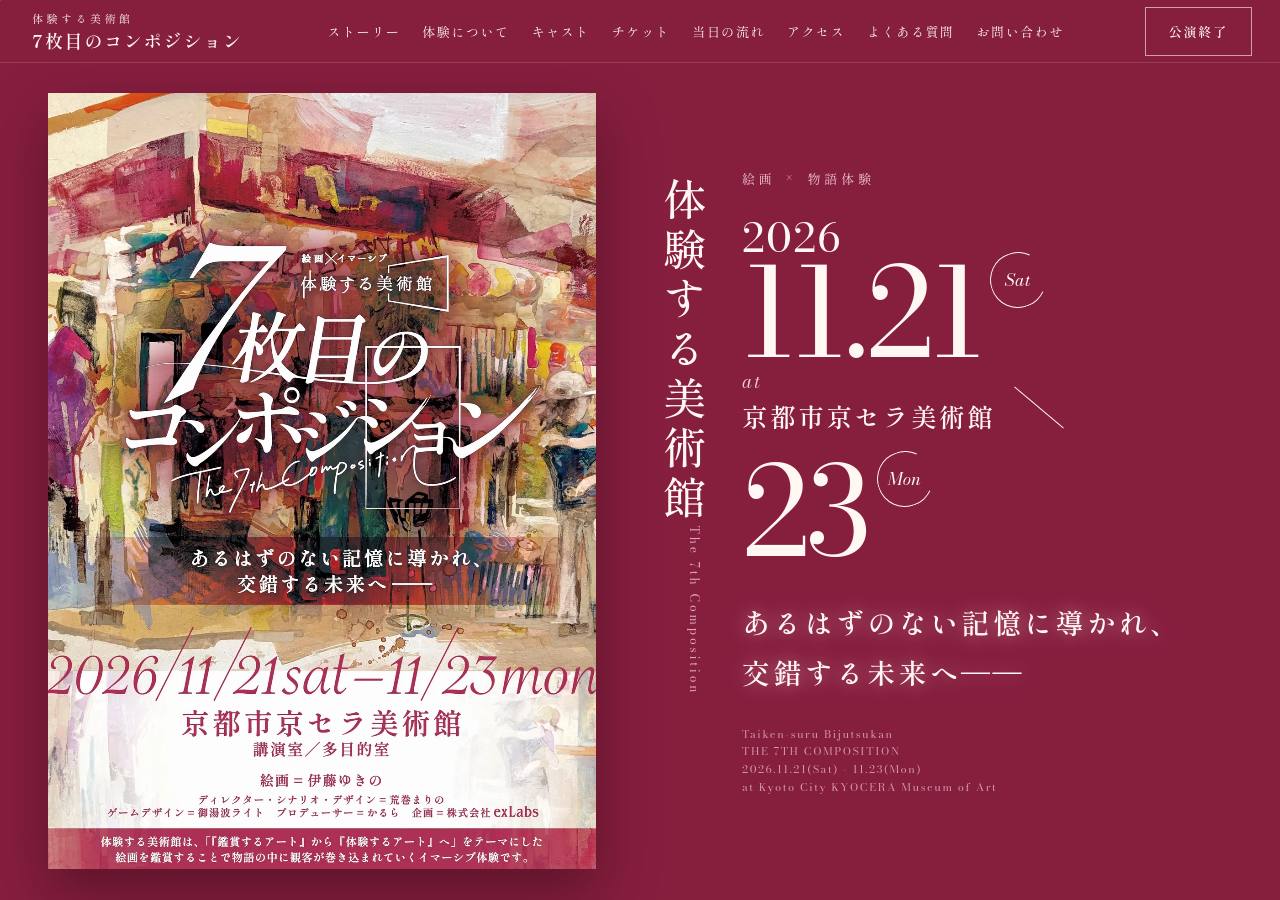 体験する美術館
7枚目のコンポジション
ストーリー 体験について キャスト チケット 当日の流れ アクセス よくある質問 お問い合わせ
公演終了
絵画×イマーシブ
体験する美術館
7枚目の
コンポジション
The 7th Composition
あるはずのない記憶に導かれ、
交錯する未来へ──
2026/11/21sat–11/23mon
京都市京セラ美術館
講演室／多目的室
絵画＝伊藤ゆきの
ディレクター・シナリオ・デザイン＝荒巻まりの
ゲームデザイン＝御湯波ライト　プロデューサー＝かるら　企画＝株式会社 exLabs
体験する美術館は、「『鑑賞するアート』から『体験するアート』へ」をテーマにした
絵画を鑑賞することで物語の中に観客が巻き込まれていくイマーシブ体験です。
体験する美術館
The 7th Composition
絵画 × 物語体験
2026
11.21 Sat
at
京都市京セラ美術館
23 Mon
あるはずのない記憶に導かれ、
交錯する未来へ——
Taiken-suru Bijutsukan
THE 7TH COMPOSITION
2026.11.21(Sat) - 11.23(Mon)
at Kyoto City KYOCERA Museum of Art